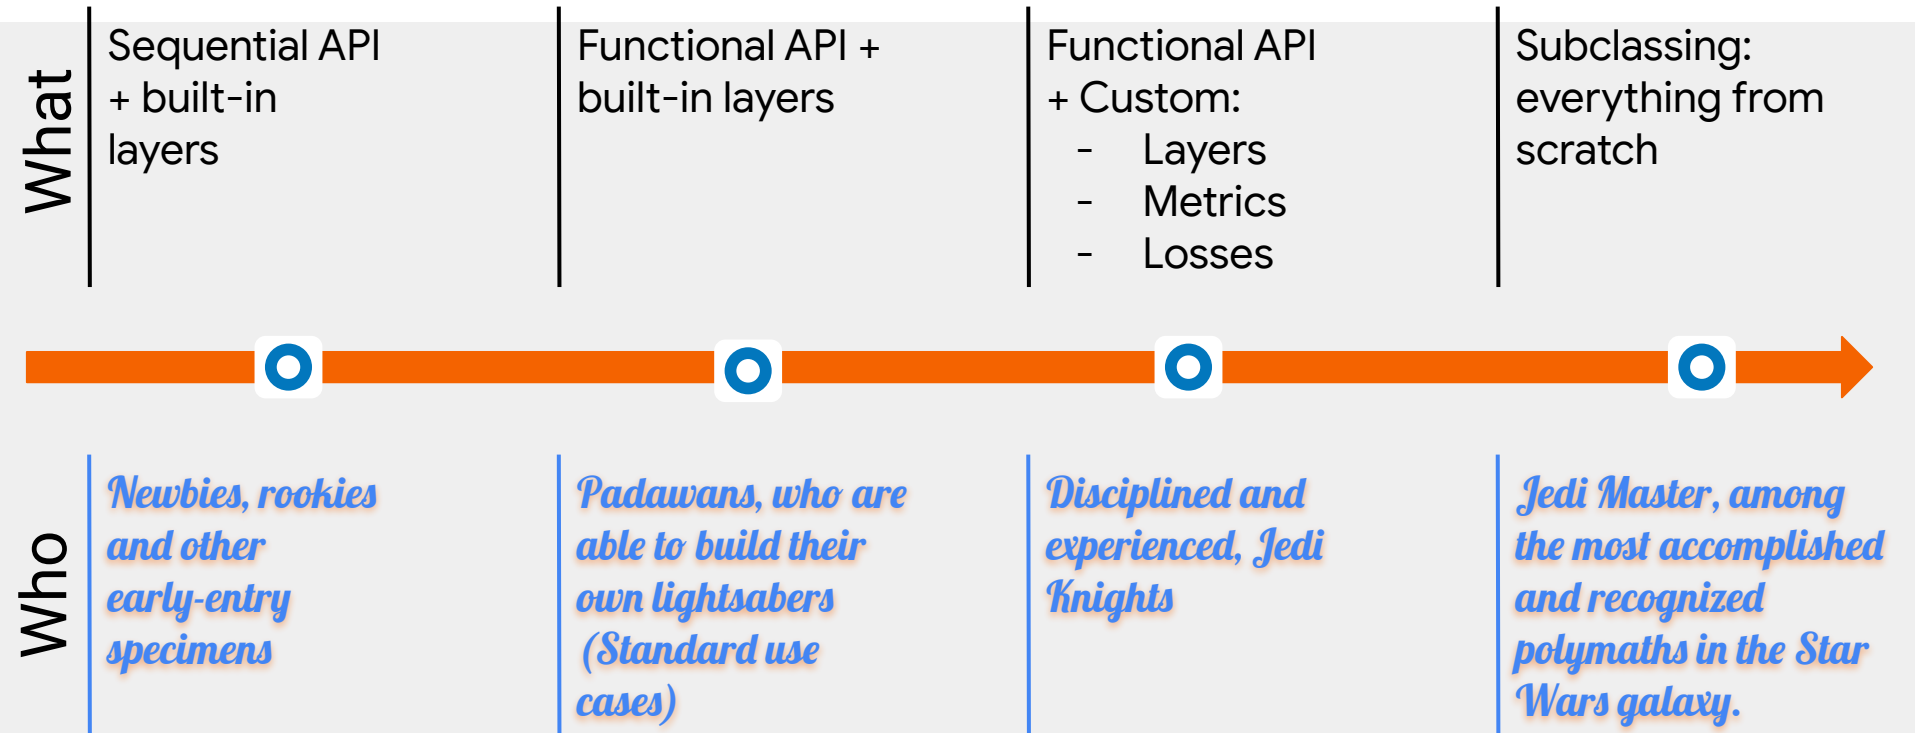 What
Sequential API
+ built-in
layers
Functional API +
built-in layers
Functional API
+ Custom:
- Layers
- Metrics
- Losses
Subclassing:
everything from
scratch
Who
Newbies, rookies
and other
early-entry
specimens
Padawans, who are
able to build their
own lightsabers
(Standard use
cases)
Disciplined and
experienced, Jedi
Knights
Jedi Master, among
the most accomplished
and recognized
polymaths in the Star
Wars galaxy.